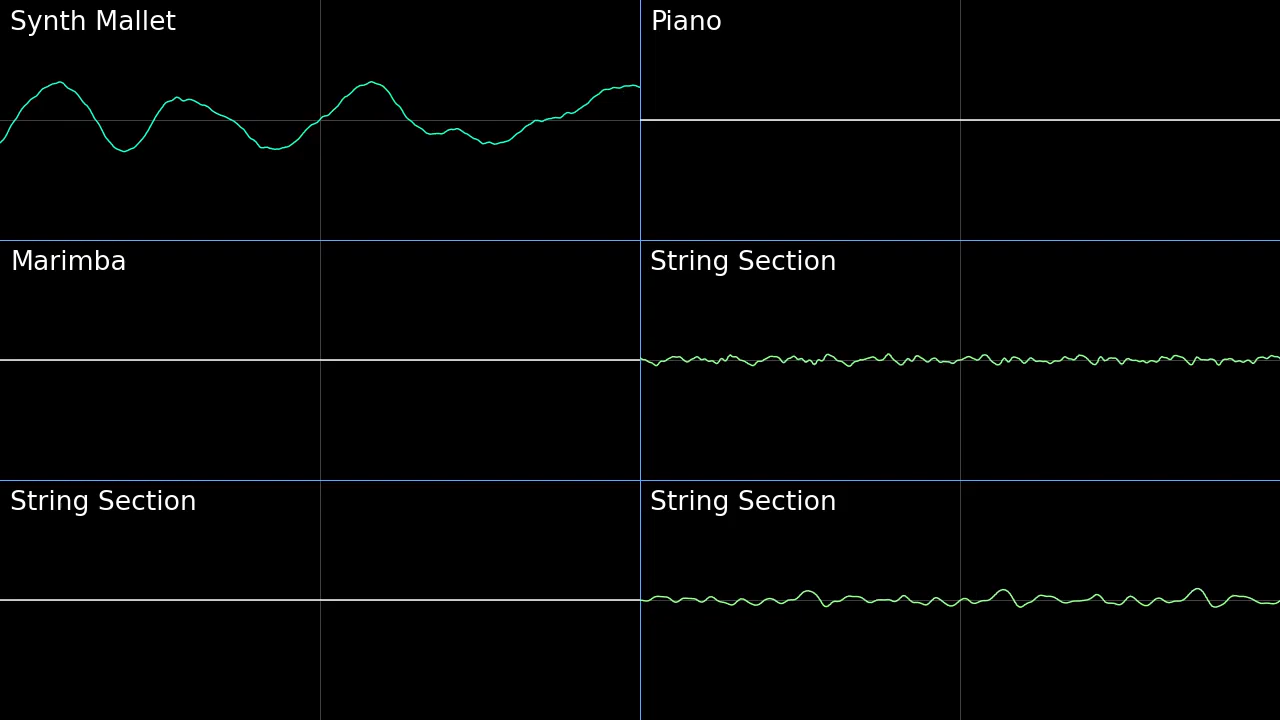 Synth Mallet
Piano
Marimba
String Section
String Section
String Section